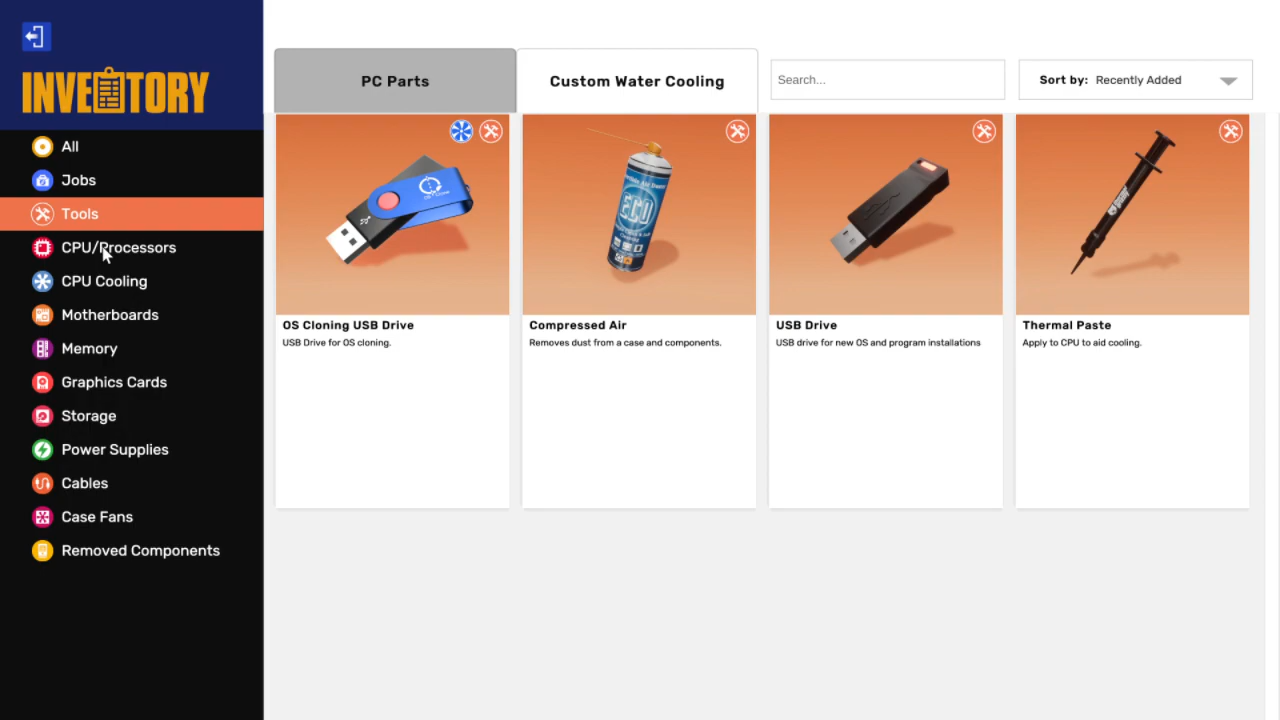 INVENTORY
All
Jobs
Tools
CPU/Processors
CPU Cooling
Motherboards
Memory
Graphics Cards
Storage
Power Supplies
Cables
Case Fans
Removed Components
PC Parts
Custom Water Cooling
Search...
Sort by: Recently Added
OS Cloning USB Drive
USB Drive for OS cloning.
ECO
Compressed Air
Removes dust from a case and components.
USB Drive
USB drive for new OS and program installations
Thermal Paste
Apply to CPU to aid cooling.